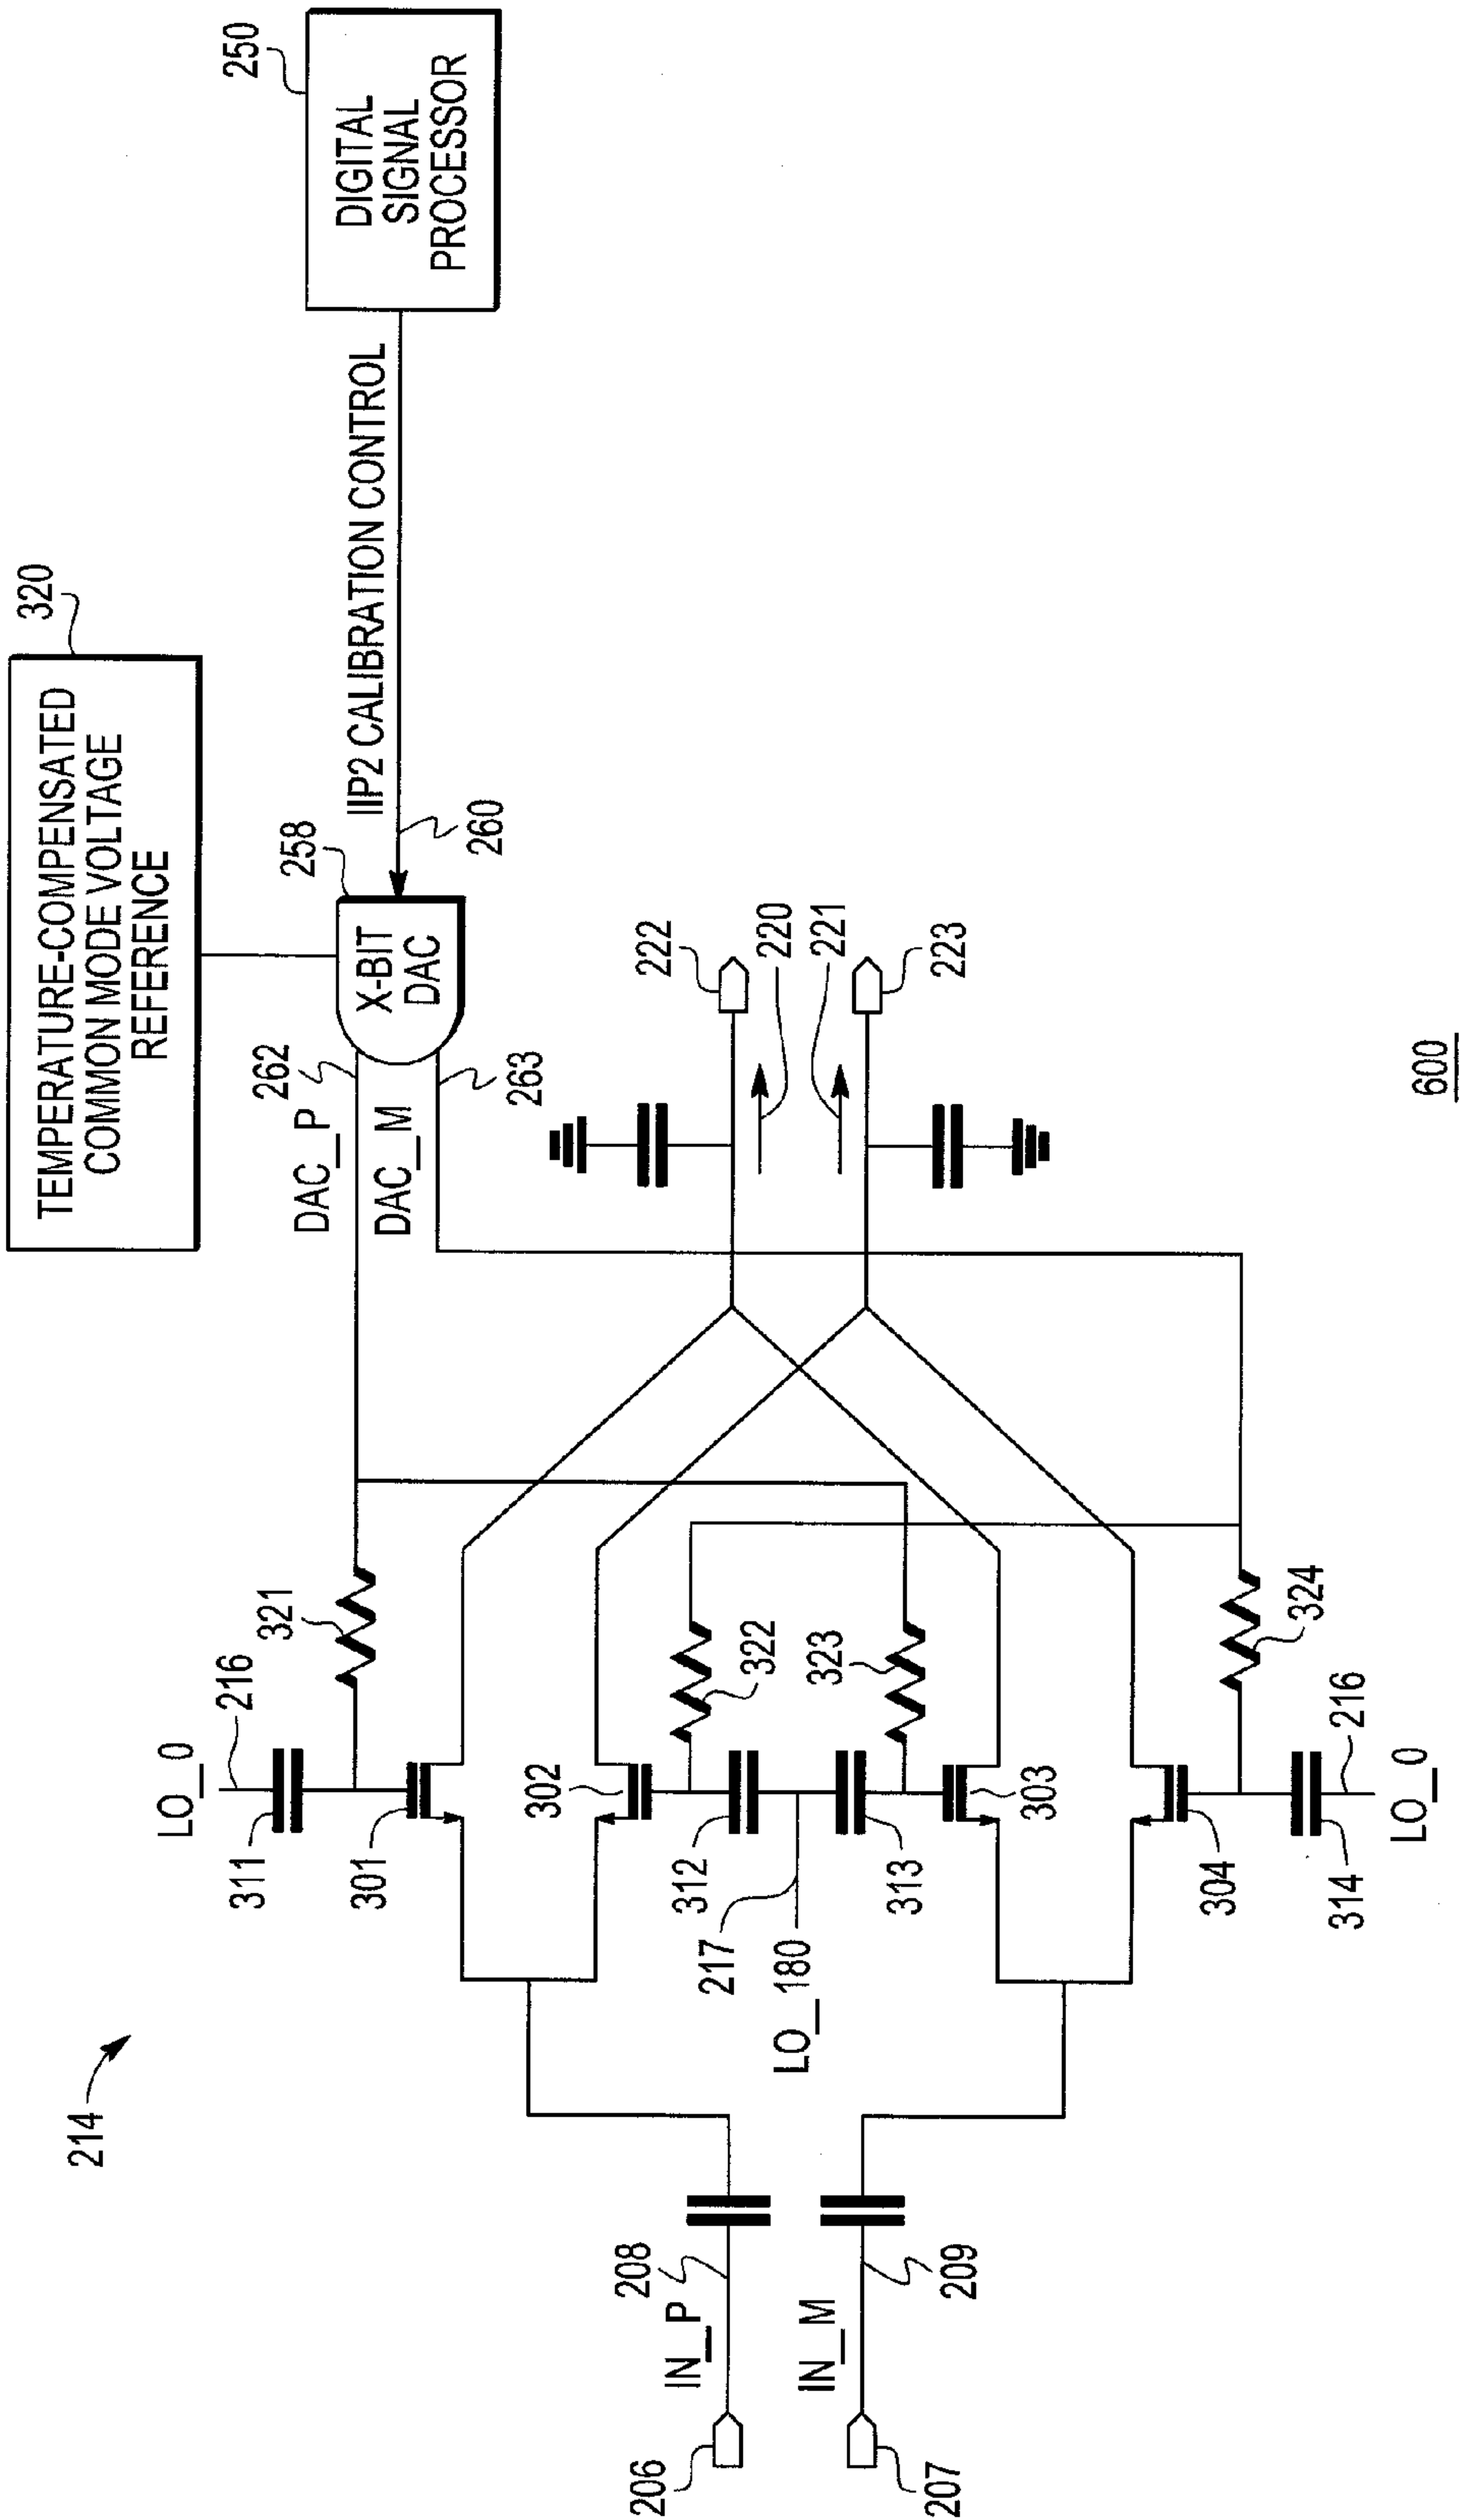 214
206
207
IN_P
208
IN_M
209
LO_0
216
311
301
321
302
322
312
217
LO_180
313
323
303
304
324
314
216
LO_0
TEMPERATURE-COMPENSATED
COMMON MODE VOLTAGE
REFERENCE
320
DAC_P
262
DAC_M
263
X-BIT
DAC
258
IIP2 CALIBRATION CONTROL
260
DIGITAL
SIGNAL
PROCESSOR
250
222
220
221
223
600